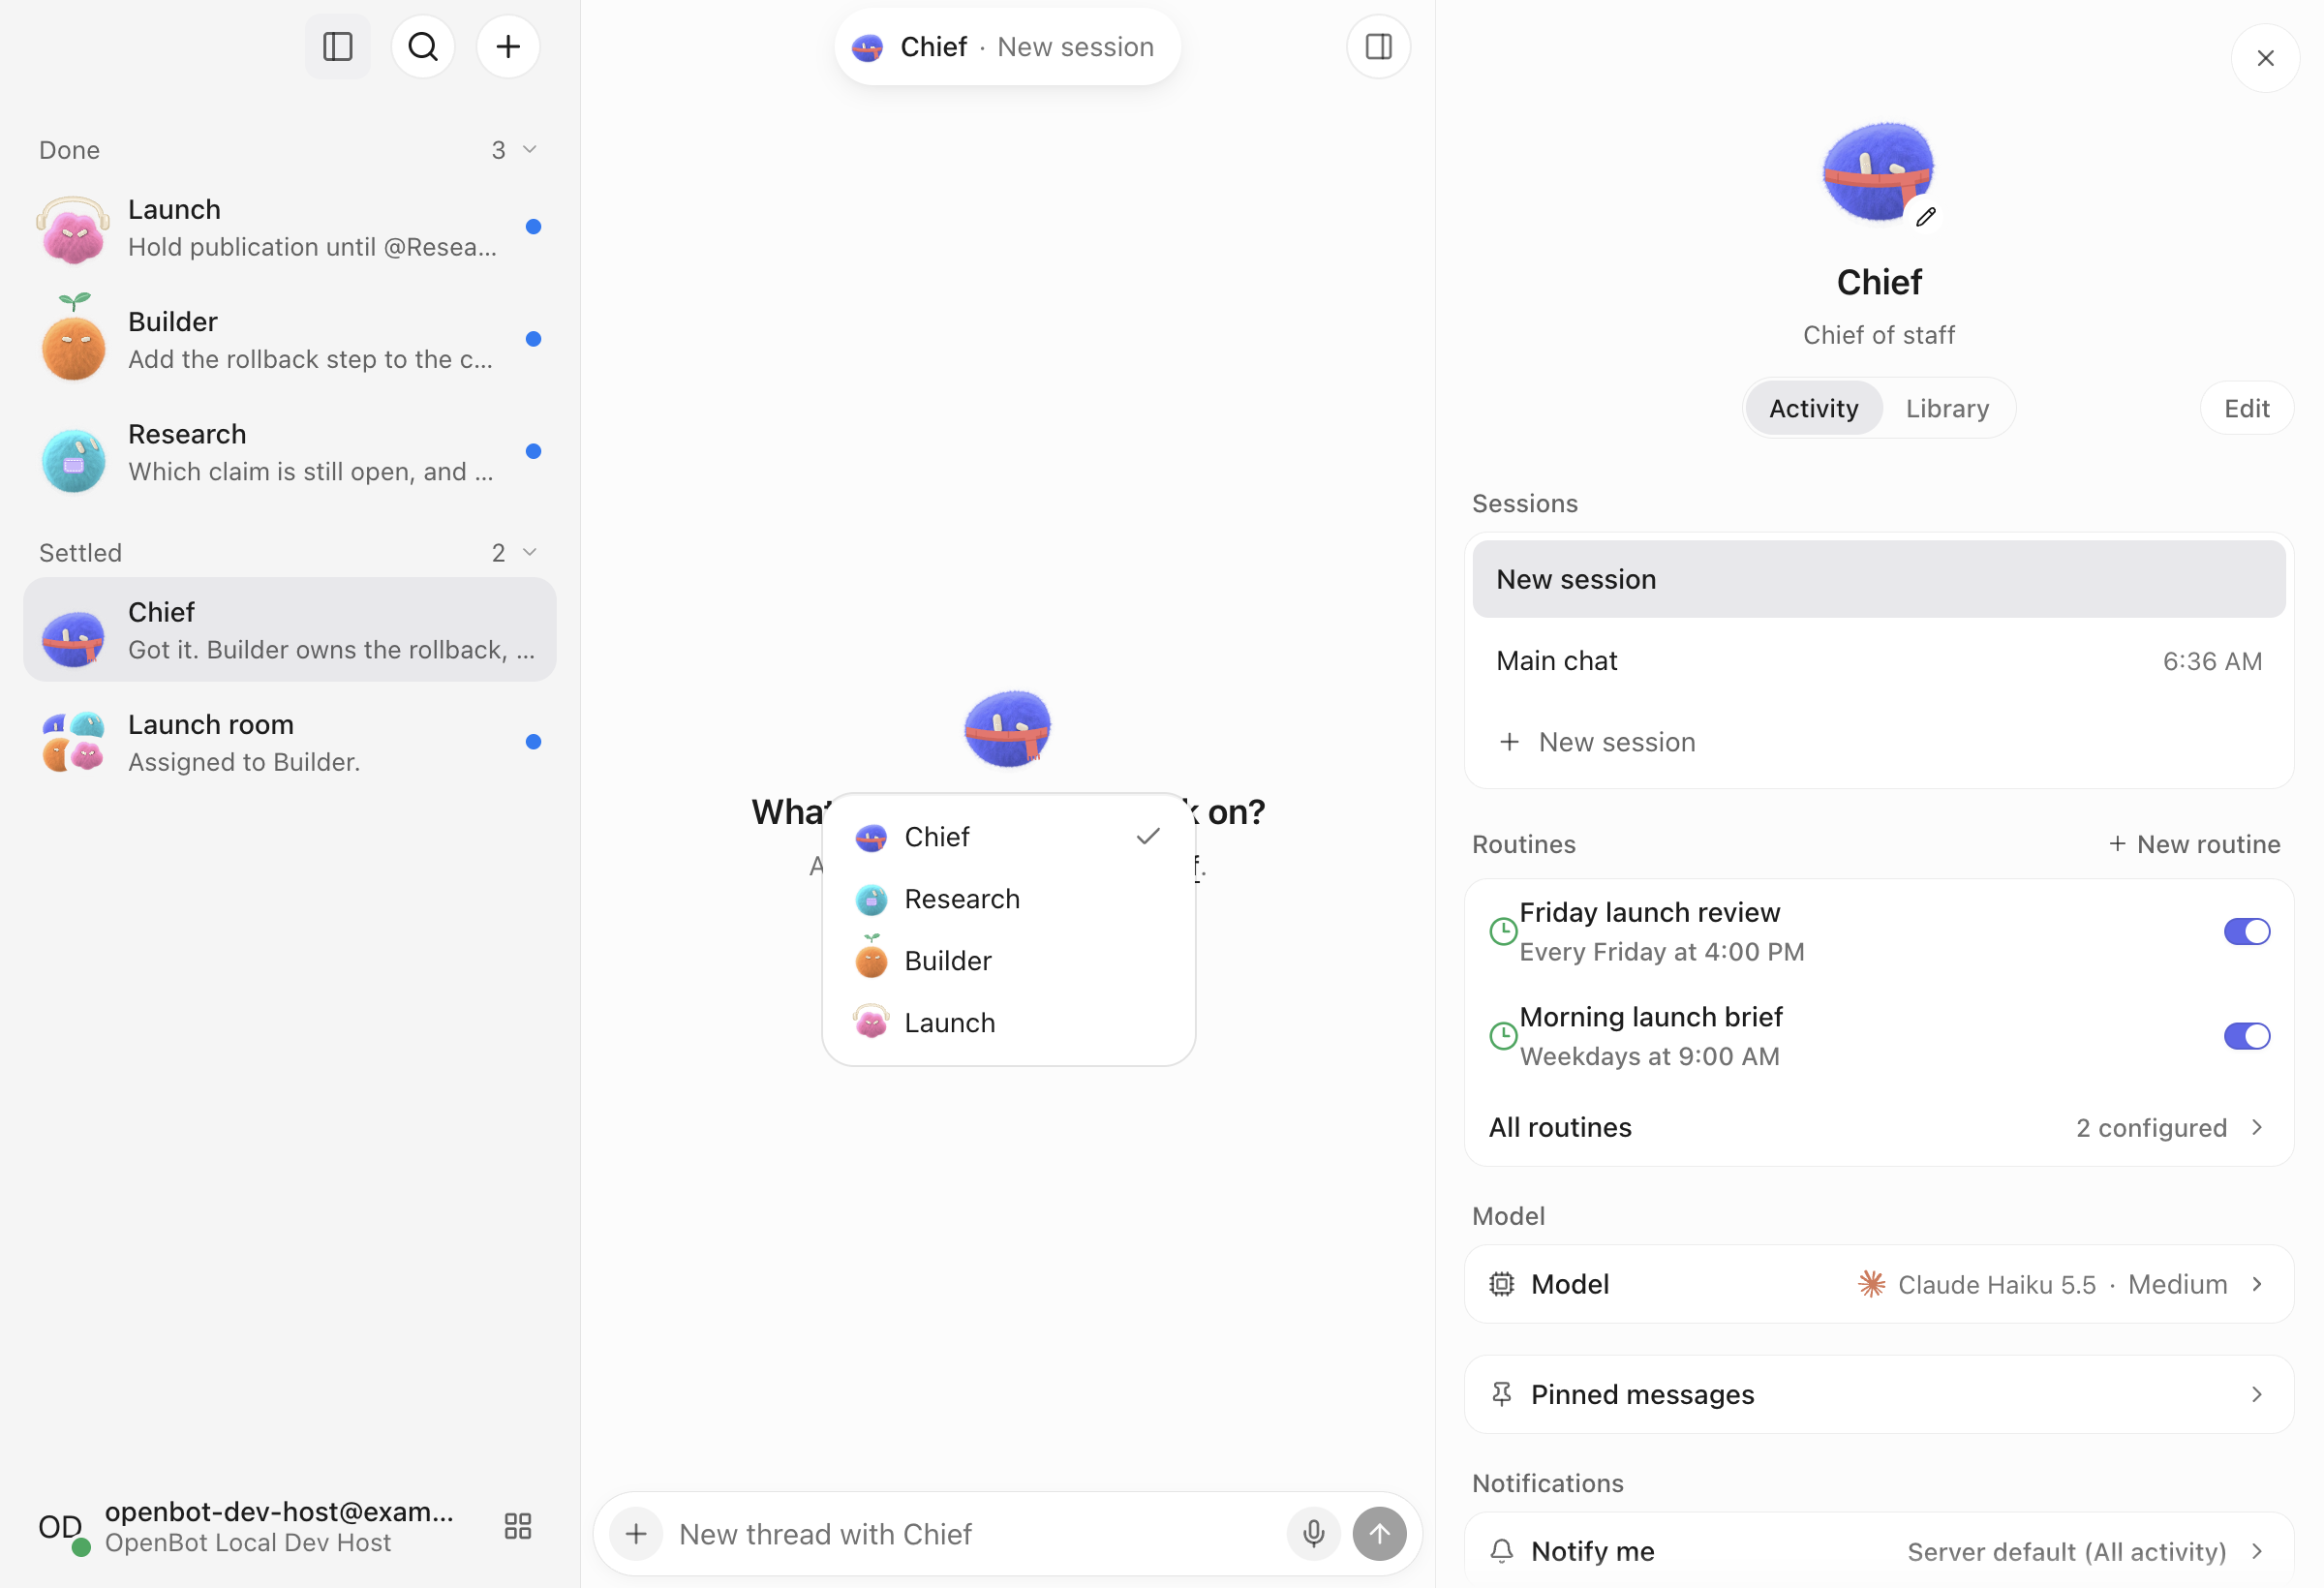 Done 3
Launch
Hold publication until @Resea...
Builder
Add the rollback step to the c...
Research
Which claim is still open, and ...
Settled 2
Chief
Got it. Builder owns the rollback, ...
Launch room
Assigned to Builder.
OD
openbot-dev-host@exam...
OpenBot Local Dev Host
Chief · New session
on?
Chief
Research
Builder
Launch
New thread with Chief
Chief
Chief of staff
Activity Library
Edit
Sessions
New session
Main chat 6:36 AM
New session
Routines
New routine
Friday launch review
Every Friday at 4:00 PM
Morning launch brief
Weekdays at 9:00 AM
All routines 2 configured
Model
Model Claude Haiku 5.5 · Medium
Pinned messages
Notifications
Notify me Server default (All activity)